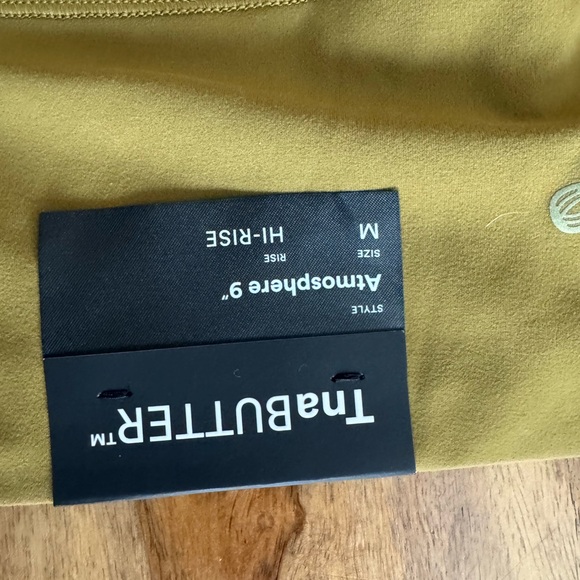 TnaBUTTER™
STYLE
Atmosphere 9″
SIZE RISE
M HI-RISE